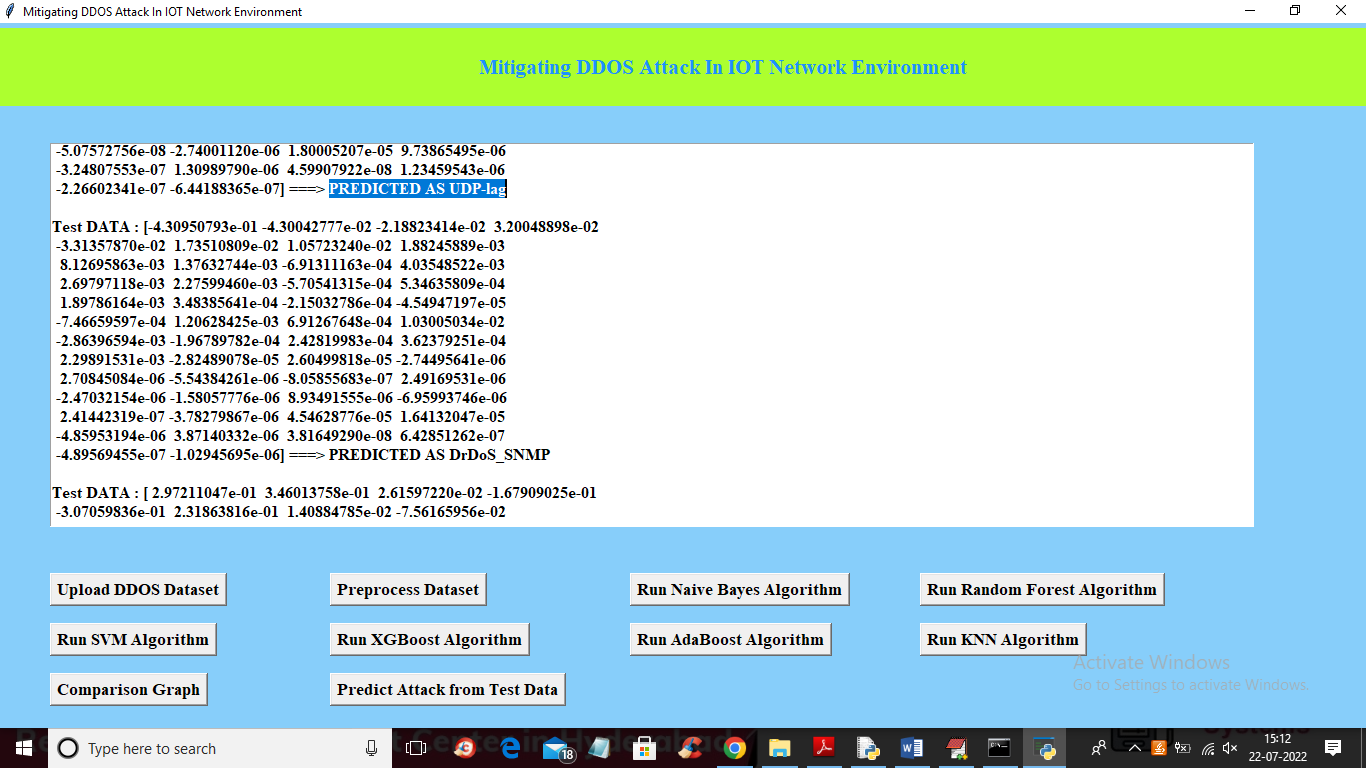 Mitigating DDOS Attack In IOT Network Environment
Mitigating DDOS Attack In IOT Network Environment
-5.07572756e-08 -2.74001120e-06 1.80005207e-05 9.73865495e-06
-3.24807553e-07 1.30989790e-06 4.59907922e-08 1.23459543e-06
-2.26602341e-07 -6.44188365e-07] ===> PREDICTED AS UDP-lag
Test DATA : [-4.30950793e-01 -4.30042777e-02 -2.18823414e-02 3.20048898e-02
-3.31357870e-02 1.73510809e-02 1.05723240e-02 1.88245889e-03
8.12695863e-03 1.37632744e-03 -6.91311163e-04 4.03548522e-03
2.69797118e-03 2.27599460e-03 -5.70541315e-04 5.34635809e-04
1.89786164e-03 3.48385641e-04 -2.15032786e-04 -4.54947197e-05
-7.46659597e-04 1.20628425e-03 6.91267648e-04 1.03005034e-02
-2.86396594e-03 -1.96789782e-04 2.42819983e-04 3.62379251e-04
2.29891531e-03 -2.82489078e-05 2.60499818e-05 -2.74495641e-06
2.70845084e-06 -5.54384261e-06 -8.05855683e-07 2.49169531e-06
-2.47032154e-06 -1.58057776e-06 8.93491555e-06 -6.95993746e-06
2.41442319e-07 -3.78279867e-06 4.54628776e-05 1.64132047e-05
-4.85953194e-06 3.87140332e-06 3.81649290e-08 6.42851262e-07
-4.89569455e-07 -1.02945695e-06] ===> PREDICTED AS DrDoS_SNMP
Test DATA : [ 2.97211047e-01 3.46013758e-01 2.61597220e-02 -1.67909025e-01
-3.07059836e-01 2.31863816e-01 1.40884785e-02 -7.56165956e-02
Upload DDOS Dataset
Preprocess Dataset
Run Naive Bayes Algorithm
Run Random Forest Algorithm
Run SVM Algorithm
Run XGBoost Algorithm
Run AdaBoost Algorithm
Run KNN Algorithm
Comparison Graph
Predict Attack from Test Data
Activate Windows
Go to Settings to activate Windows.
Type here to search
18
15:12
22-07-2022